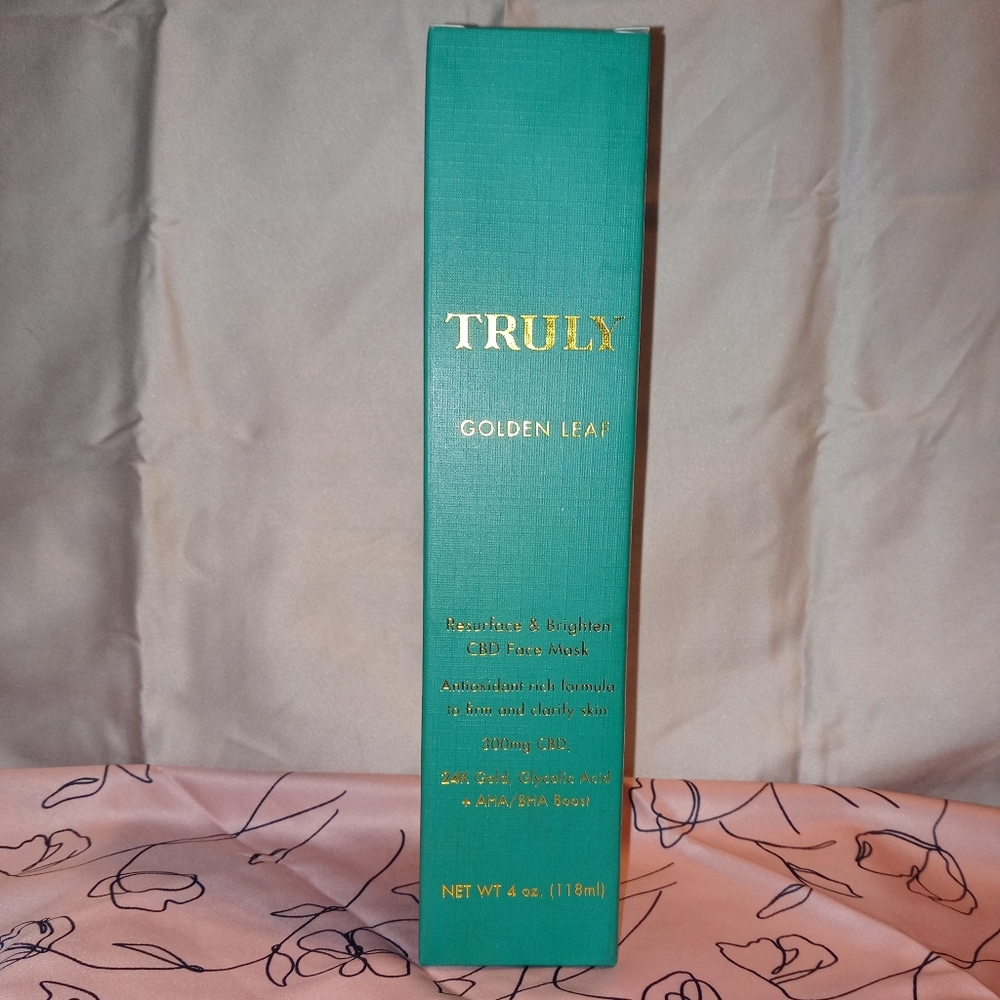 TRULY
GOLDEN LEAF
Resurface & Brighten
CBD Face Mask
Antioxidant rich formula
to firm and clarify skin
300mg CBD,
24K Gold, Glycolic Acid
+ AHA/BHA Boost
NET WT 4 oz. (118ml)